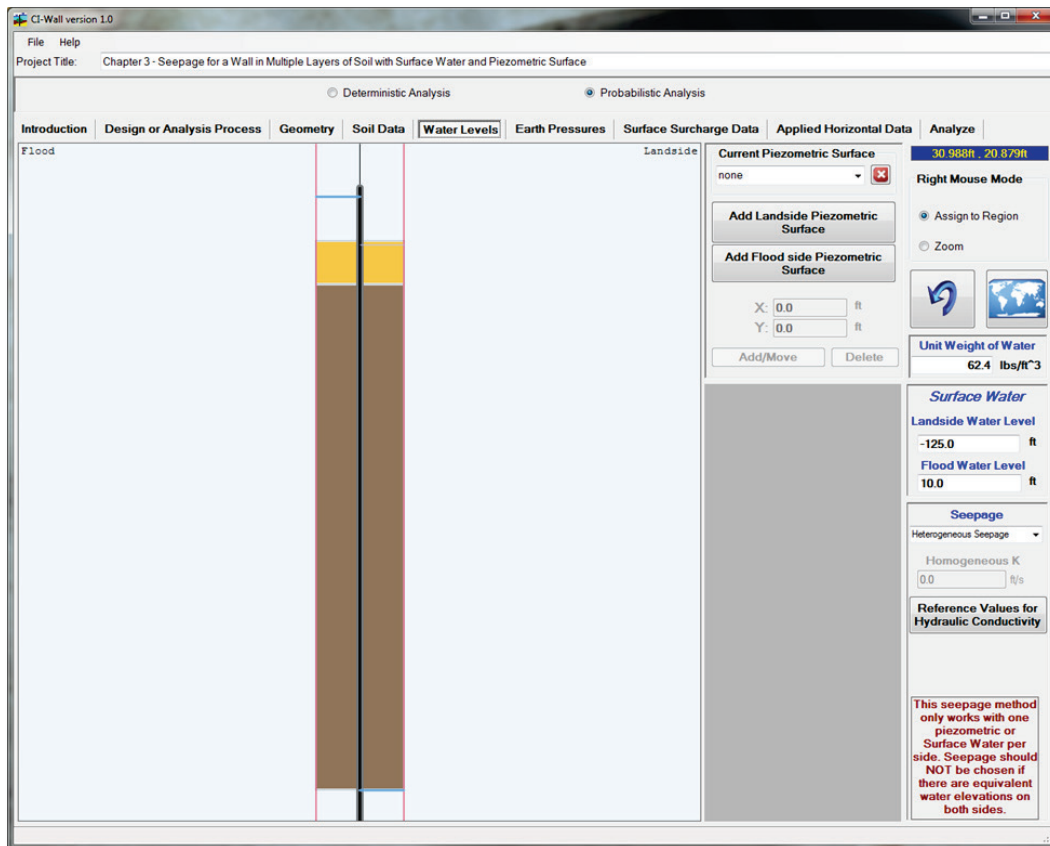 CI-Wall version 1.0
File Help
Project Title: Chapter 3 - Seepage for a Wall in Multiple Layers of Soil with Surface Water and Piezometric Surface
Deterministic Analysis Probabilistic Analysis
Introduction Design or Analysis Process Geometry Soil Data Water Levels Earth Pressures Surface Surcharge Data Applied Horizontal Data Analyze
Flood Landside
Current Piezometric Surface
none
Add Landside Piezometric
Surface
Add Flood side Piezometric
Surface
X: 0.0 ft
Y: 0.0 ft
Add/Move Delete
30.988ft , 20.879ft
Right Mouse Mode
Assign to Region
Zoom
Unit Weight of Water
62.4 lbs/ft^3
Surface Water
Landside Water Level
-125.0 ft
Flood Water Level
10.0 ft
Seepage
Heterogeneous Seepage
Homogeneous K
0.0 ft/s
Reference Values for
Hydraulic Conductivity
This seepage method
only works with one
piezometric or
Surface Water per
side. Seepage should
NOT be chosen if
there are equivalent
water elevations on
both sides.